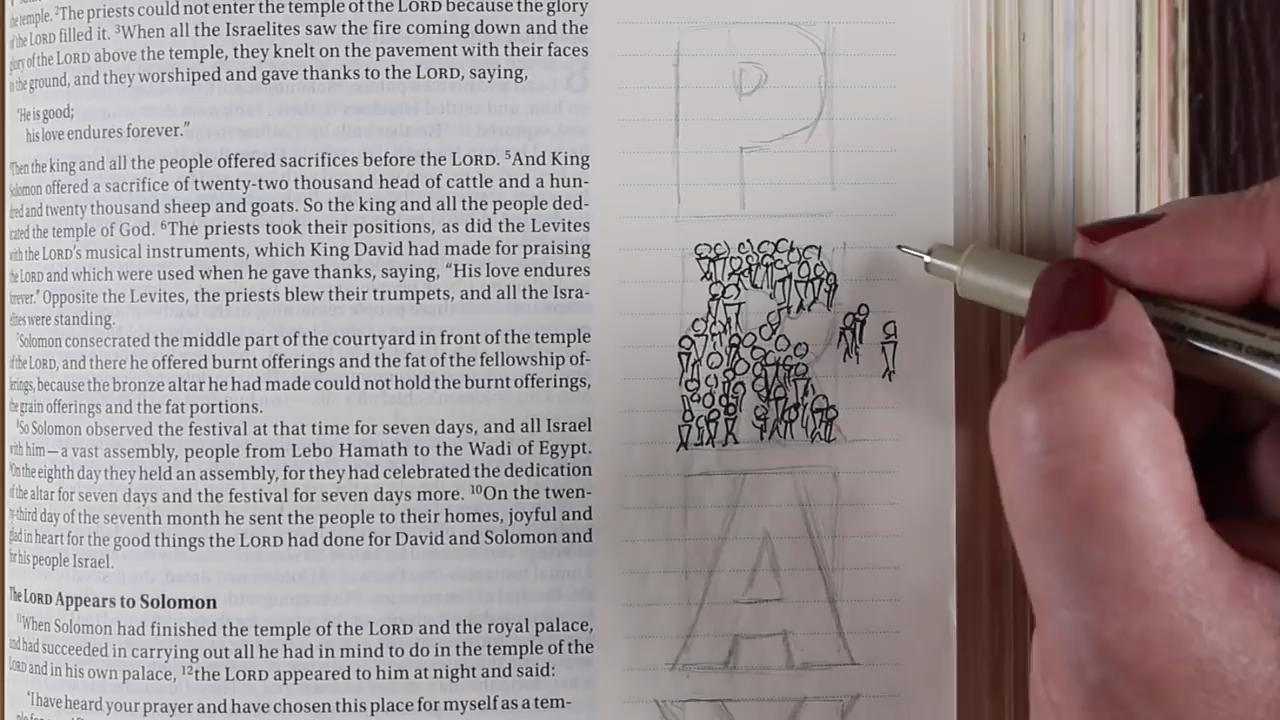 temple. ²The priests could not enter the temple of the LORD because the glory
of the LORD filled it. ³When all the Israelites saw the fire coming down and the
glory of the LORD above the temple, they knelt on the pavement with their faces
to the ground, and they worshiped and gave thanks to the LORD, saying,
“He is good;
his love endures forever.”
Then the king and all the people offered sacrifices before the LORD. ⁵And King
Solomon offered a sacrifice of twenty-two thousand head of cattle and a hun-
dred and twenty thousand sheep and goats. So the king and all the people ded-
icated the temple of God. ⁶The priests took their positions, as did the Levites
with the LORD’s musical instruments, which King David had made for praising
the LORD and which were used when he gave thanks, saying, “His love endures
forever.” Opposite the Levites, the priests blew their trumpets, and all the Isra-
elites were standing.
⁷Solomon consecrated the middle part of the courtyard in front of the temple
of the LORD, and there he offered burnt offerings and the fat of the fellowship of-
ferings, because the bronze altar he had made could not hold the burnt offerings,
the grain offerings and the fat portions.
⁸So Solomon observed the festival at that time for seven days, and all Israel
with him—a vast assembly, people from Lebo Hamath to the Wadi of Egypt.
⁹On the eighth day they held an assembly, for they had celebrated the dedication
of the altar for seven days and the festival for seven days more. ¹⁰On the twen-
ty-third day of the seventh month he sent the people to their homes, joyful and
glad in heart for the good things the LORD had done for David and Solomon and
for his people Israel.
The LORD Appears to Solomon
¹¹When Solomon had finished the temple of the LORD and the royal palace,
and had succeeded in carrying out all he had in mind to do in the temple of the
LORD and in his own palace, ¹²the LORD appeared to him at night and said:
“I have heard your prayer and have chosen this place for myself as a tem-
P
R
A
Y